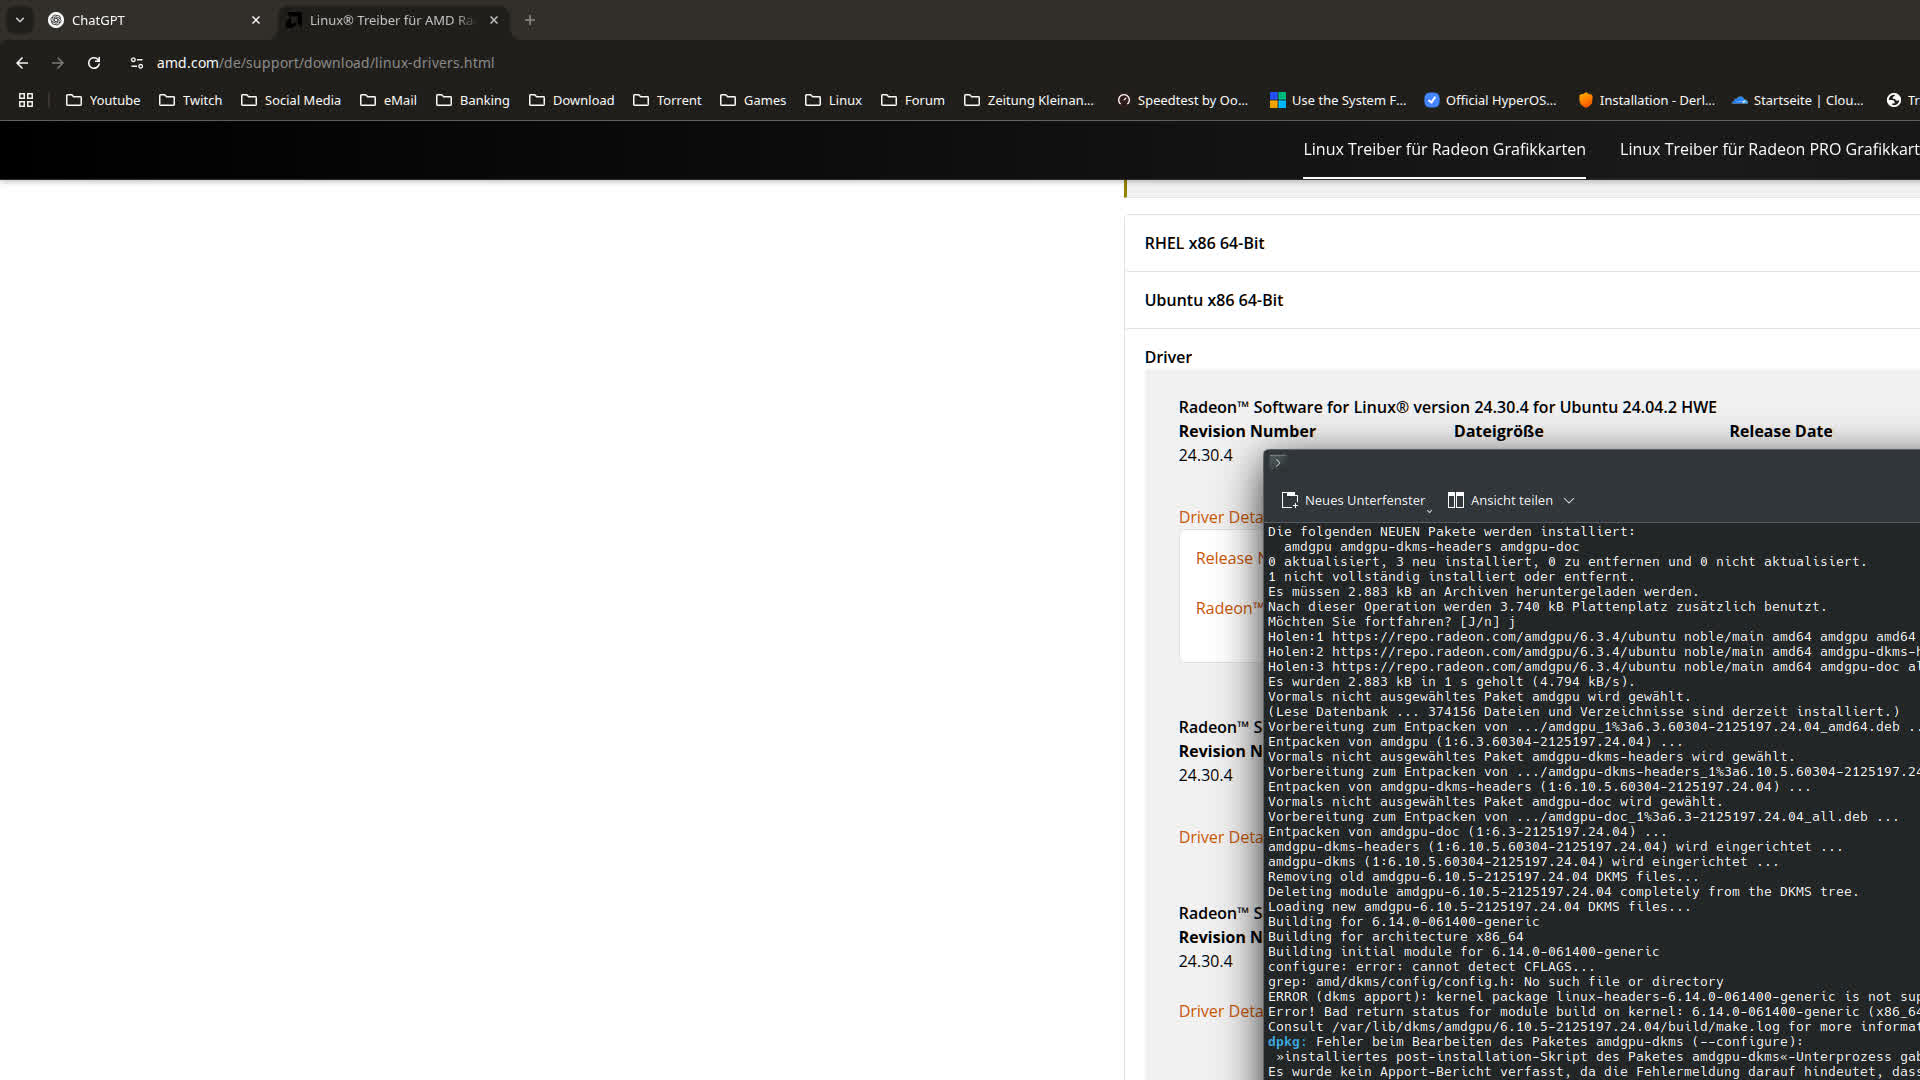 ChatGPT
Linux® Treiber für AMD Ra
amd.com/de/support/download/linux-drivers.html
Youtube Twitch Social Media eMail Banking Download Torrent Games Linux Forum Zeitung Kleinan... Speedtest by Oo... Use the System F... Official HyperOS... Installation - Derl... Startseite | Clou... Tr
Linux Treiber für Radeon Grafikkarten Linux Treiber für Radeon PRO Grafikkart
RHEL x86 64-Bit
Ubuntu x86 64-Bit
Driver
Radeon™ Software for Linux® version 24.30.4 for Ubuntu 24.04.2 HWE
Revision Number Dateigröße Release Date
24.30.4
Driver Deta
Release N
Radeon™
Radeon™ S
Revision N
24.30.4
Driver Deta
Radeon™ S
Revision N
24.30.4
Driver Deta
Neues Unterfenster Ansicht teilen
Die folgenden NEUEN Pakete werden installiert:
amdgpu amdgpu-dkms-headers amdgpu-doc
0 aktualisiert, 3 neu installiert, 0 zu entfernen und 0 nicht aktualisiert.
1 nicht vollständig installiert oder entfernt.
Es müssen 2.883 kB an Archiven heruntergeladen werden.
Nach dieser Operation werden 3.740 kB Plattenplatz zusätzlich benutzt.
Möchten Sie fortfahren? [J/n] j
Holen:1 https://repo.radeon.com/amdgpu/6.3.4/ubuntu noble/main amd64 amdgpu amd64
Holen:2 https://repo.radeon.com/amdgpu/6.3.4/ubuntu noble/main amd64 amdgpu-dkms-h
Holen:3 https://repo.radeon.com/amdgpu/6.3.4/ubuntu noble/main amd64 amdgpu-doc al
Es wurden 2.883 kB in 1 s geholt (4.794 kB/s).
Vormals nicht ausgewähltes Paket amdgpu wird gewählt.
(Lese Datenbank ... 374156 Dateien und Verzeichnisse sind derzeit installiert.)
Vorbereitung zum Entpacken von .../amdgpu_1%3a6.3.60304-2125197.24.04_amd64.deb ..
Entpacken von amdgpu (1:6.3.60304-2125197.24.04) ...
Vormals nicht ausgewähltes Paket amdgpu-dkms-headers wird gewählt.
Vorbereitung zum Entpacken von .../amdgpu-dkms-headers_1%3a6.10.5.60304-2125197.24
Entpacken von amdgpu-dkms-headers (1:6.10.5.60304-2125197.24.04) ...
Vormals nicht ausgewähltes Paket amdgpu-doc wird gewählt.
Vorbereitung zum Entpacken von .../amdgpu-doc_1%3a6.3-2125197.24.04_all.deb ...
Entpacken von amdgpu-doc (1:6.3-2125197.24.04) ...
amdgpu-dkms-headers (1:6.10.5.60304-2125197.24.04) wird eingerichtet ...
amdgpu-dkms (1:6.10.5.60304-2125197.24.04) wird eingerichtet ...
Removing old amdgpu-6.10.5-2125197.24.04 DKMS files...
Deleting module amdgpu-6.10.5-2125197.24.04 completely from the DKMS tree.
Loading new amdgpu-6.10.5-2125197.24.04 DKMS files...
Building for 6.14.0-061400-generic
Building for architecture x86_64
Building initial module for 6.14.0-061400-generic
configure: error: cannot detect CFLAGS...
grep: amd/dkms/config/config.h: No such file or directory
ERROR (dkms apport): kernel package linux-headers-6.14.0-061400-generic is not sup
Error! Bad return status for module build on kernel: 6.14.0-061400-generic (x86_64
Consult /var/lib/dkms/amdgpu/6.10.5-2125197.24.04/build/make.log for more informat
dpkg: Fehler beim Bearbeiten des Paketes amdgpu-dkms (--configure):
»installiertes post-installation-Skript des Paketes amdgpu-dkms«-Unterprozess gab
Es wurde kein Apport-Bericht verfasst, da die Fehlermeldung darauf hindeutet, dass